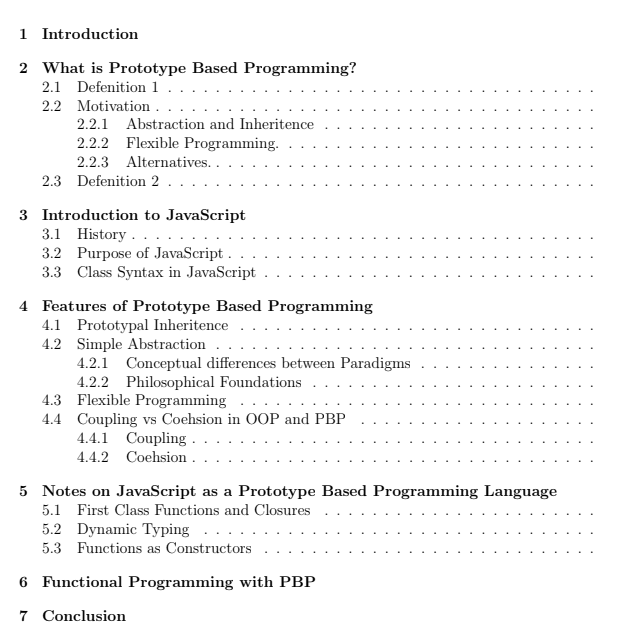 1 Introduction
2 What is Prototype Based Programming?
2.1 Defenition 1 . . . . . . . . . . . . . . . . . . . . . . . . . . . . . . . . . . . .
2.2 Motivation . . . . . . . . . . . . . . . . . . . . . . . . . . . . . . . . . . . . .
2.2.1 Abstraction and Inheritence . . . . . . . . . . . . . . . . . . . . . . .
2.2.2 Flexible Programming. . . . . . . . . . . . . . . . . . . . . . . . . . .
2.2.3 Alternatives. . . . . . . . . . . . . . . . . . . . . . . . . . . . . . . . .
2.3 Defenition 2 . . . . . . . . . . . . . . . . . . . . . . . . . . . . . . . . . . . .
3 Introduction to JavaScript
3.1 History . . . . . . . . . . . . . . . . . . . . . . . . . . . . . . . . . . . . . . .
3.2 Purpose of JavaScript . . . . . . . . . . . . . . . . . . . . . . . . . . . . . . .
3.3 Class Syntax in JavaScript . . . . . . . . . . . . . . . . . . . . . . . . . . . .
4 Features of Prototype Based Programming
4.1 Prototypal Inheritence . . . . . . . . . . . . . . . . . . . . . . . . . . . . . .
4.2 Simple Abstraction . . . . . . . . . . . . . . . . . . . . . . . . . . . . . . . .
4.2.1 Conceptual differences between Paradigms . . . . . . . . . . . . . . .
4.2.2 Philosophical Foundations . . . . . . . . . . . . . . . . . . . . . . . .
4.3 Flexible Programming . . . . . . . . . . . . . . . . . . . . . . . . . . . . . .
4.4 Coupling vs Coehsion in OOP and PBP . . . . . . . . . . . . . . . . . . . .
4.4.1 Coupling . . . . . . . . . . . . . . . . . . . . . . . . . . . . . . . . . .
4.4.2 Coehsion . . . . . . . . . . . . . . . . . . . . . . . . . . . . . . . . . .
5 Notes on JavaScript as a Prototype Based Programming Language
5.1 First Class Functions and Closures . . . . . . . . . . . . . . . . . . . . . . .
5.2 Dynamic Typing . . . . . . . . . . . . . . . . . . . . . . . . . . . . . . . . .
5.3 Functions as Constructors . . . . . . . . . . . . . . . . . . . . . . . . . . . .
6 Functional Programming with PBP
7 Conclusion